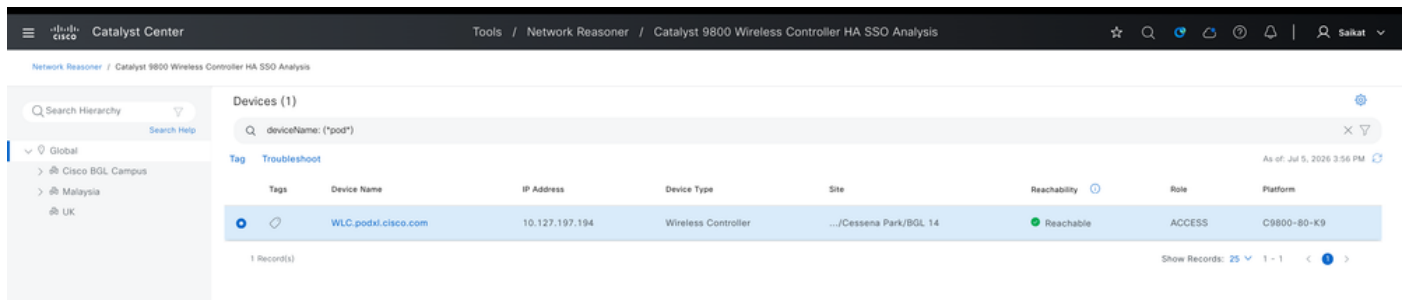 CISCO Catalyst Center Tools / Network Reasoner / Catalyst 9800 Wireless Controller HA SSO Analysis Saikat
Network Reasoner / Catalyst 9800 Wireless Controller HA SSO Analysis
Search Hierarchy
Search Help
Global
Cisco BGL Campus
Malaysia
UK
Devices (1)
deviceName: (*pod*)
Tag Troubleshoot As of: Jul 5, 2026 3:56 PM
Tags Device Name IP Address Device Type Site Reachability Role Platform
WLC.podxl.cisco.com 10.127.197.194 Wireless Controller .../Cessena Park/BGL 14 Reachable ACCESS C9800-80-K9
1 Record(s) Show Records: 25 1 - 1 1